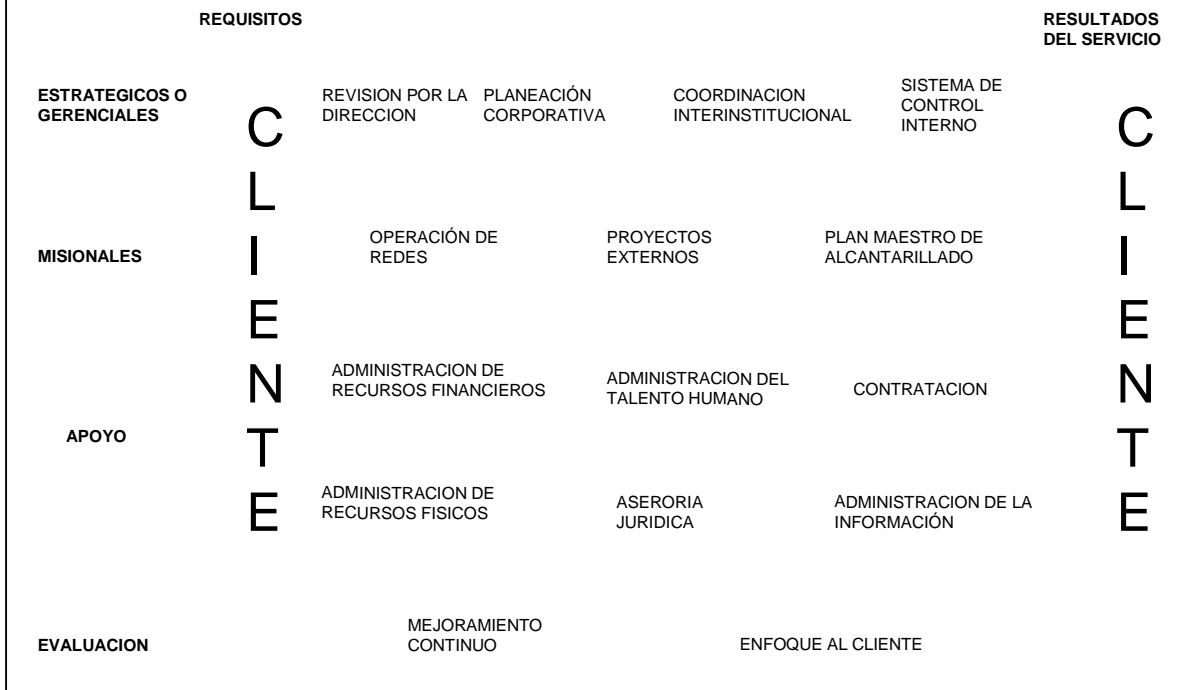 REQUISITOS
RESULTADOS
DEL SERVICIO
ESTRATEGICOS O
GERENCIALES
C
L
I
E
N
T
E
REVISION POR LA
DIRECCION
PLANEACIÓN
CORPORATIVA
COORDINACION
INTERINSTITUCIONAL
SISTEMA DE
CONTROL
INTERNO
C
L
I
E
N
T
E
MISIONALES
OPERACIÓN DE
REDES
PROYECTOS
EXTERNOS
PLAN MAESTRO DE
ALCANTARILLADO
APOYO
ADMINISTRACION DE
RECURSOS FINANCIEROS
ADMINISTRACION DEL
TALENTO HUMANO
CONTRATACION
ADMINISTRACION DE
RECURSOS FISICOS
ASERORIA
JURIDICA
ADMINISTRACION DE LA
INFORMACIÓN
EVALUACION
MEJORAMIENTO
CONTINUO
ENFOQUE AL CLIENTE